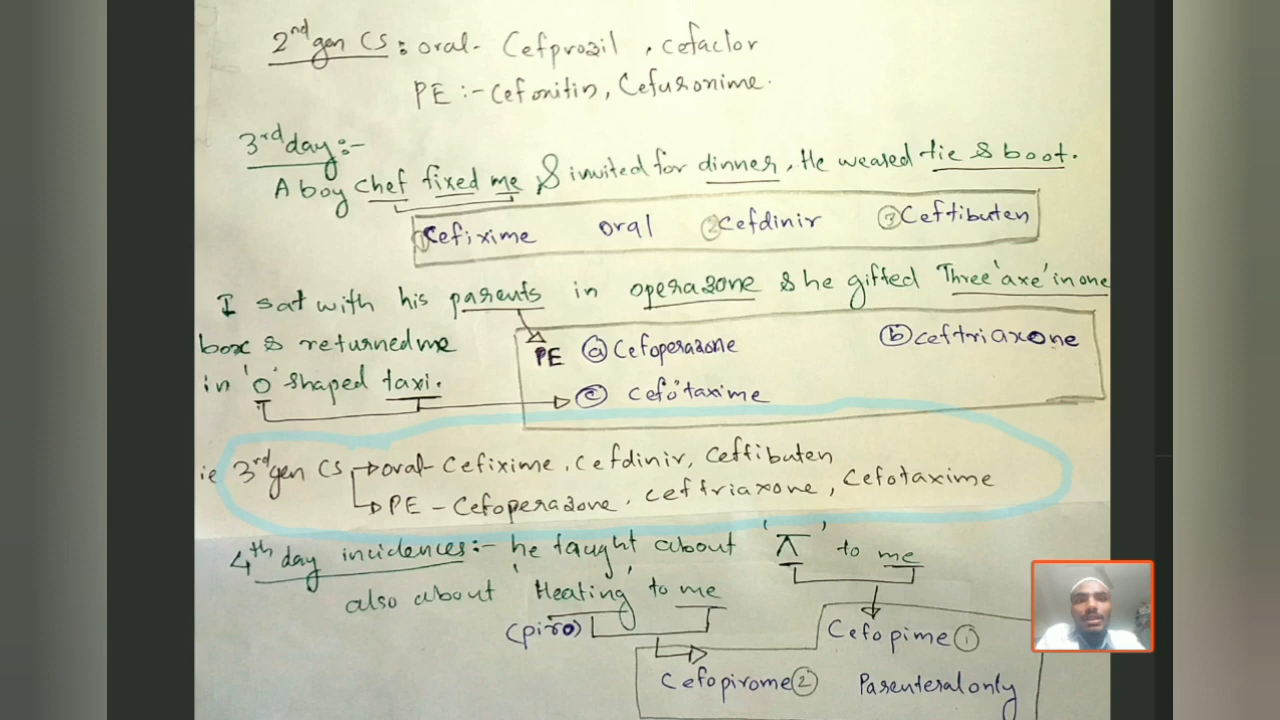 2nd gen CS : oral - Cefprozil , cefaclor
PE :- Cefoxitin, Cefuroxime.
3rd day :-
A boy chef fixed me & invited for dinner. He weared tie & boot.
① Cefixime oral ② Cefdinir ③ Ceftibuten
I sat with his parents in operazone & he gifted Three 'axe' in one
box & returned me
PE ⓐ Cefoperazone ⓑ ceftriaxone
in 'O' shaped taxi.
ⓒ cefotaxime
ie 3rd gen CS → oral - Cefixime, Cefdinir, Ceftibuten
→ PE - Cefoperazone, ceftriaxone, Cefotaxime
4th day incidences :- he taught about 'π' to me
also about 'Heating' to me
(piro)
Cefopime ①
Cefopirome ② Parenteral only